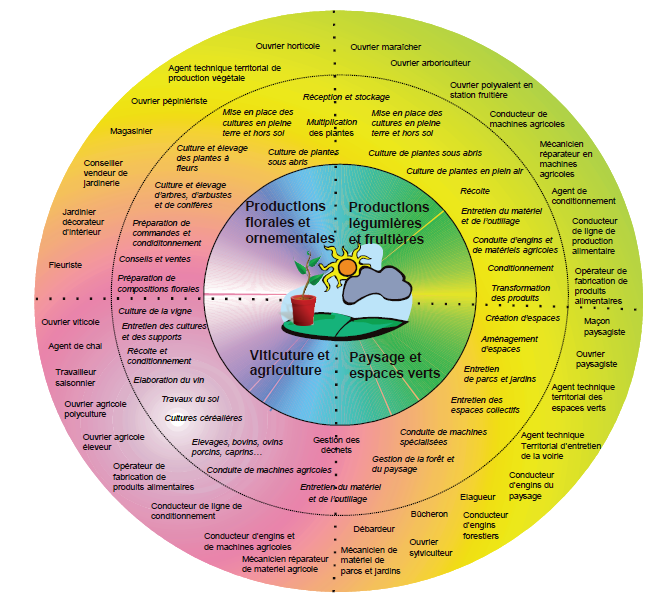 Ouvrier horticole
Agent technique territorial de
production végétale
Ouvrier pépiniériste
Magasinier
Conseiller
vendeur de
jardinerie
Jardinier
décorateur
d'intérieur
Fleuriste
Ouvrier maraîcher
Ouvrier arboriculteur
Ouvrier polyvalent en
station fruitière
Conducteur de
machines agricoles
Mécanicien
réparateur en
machines
agricoles
Agent de
conditionnement
Conducteur
de ligne de
production
alimentaire
Opérateur de
fabrication de
produits
alimentaires
Réception et stockage
Multiplication
des plantes
Mise en place des
cultures en pleine
terre et hors sol
Culture de plantes
sous abris
Culture et élevage
des plantes à
fleurs
Culture et élevage
d'arbres, d'arbustes
et de conifères
Préparation de
commandes et
conditditonnement
Conseils et ventes
Préparation de
compositions florales
Mise en place des
cultures en pleine
terre et hors sol
Culture de plantes sous abris
Culture de plantes en plein air
Récolte
Entretien du matériel
et de l'outillage
Conduite d'engins et
de matériels agricoles
Conditionnement
Transformation
des produits
Productions
florales et
ornementales
Productions
légumières
et fruitières
Viticuture et
agriculture
Paysage et
espaces verts
Culture de la vigne
Entretien des cultures
et des supports
Récolte et
conditionnement
Elaboration du vin
Travaux du sol
Cultures céréalières
Elevages, bovins, ovins
porcins, caprins…
Conduite de machines agricoles
Gestion des
déchets
Entretien du matériel
et de l'outillage
Création d'espaces
Aménagement
d'espaces
Entretien
de parcs et jardins
Entretien des
espaces collectifs
Conduite de machines
spécialisées
Gestion de la forêt et
du paysage
Ouvrier viticole
Agent de chai
Travailleur
saisonnier
Ouvrier agricole
polyculture
Ouvrier agricole
éleveur
Opérateur de
fabrication de
produits alimentaires
Conducteur de ligne de
conditionnement
Conducteur d'engins et
de machines agricoles
Mécanicien réparateur
de materiel agricole
Maçon
paysagiste
Ouvrier
paysagiste
Agent technique
territorial des
espaces verts
Agent technique
Territorial d'entretien
de la voirie
Conducteur
d'engins du
paysage
Elagueur
Conducteur
d'engins
forestiers
Bûcheron
Ouvrier
sylviculteur
Débardeur
Mécanicien de
matériel de
parcs et jardins